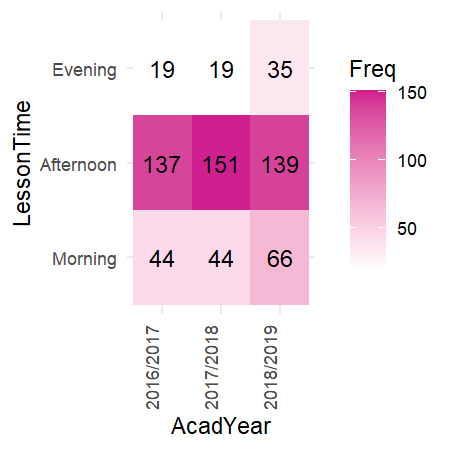 LessonTime
Evening 19 19 35
Afternoon 137 151 139
Morning 44 44 66
2016/2017 2017/2018 2018/2019
AcadYear
Freq
150
100
50